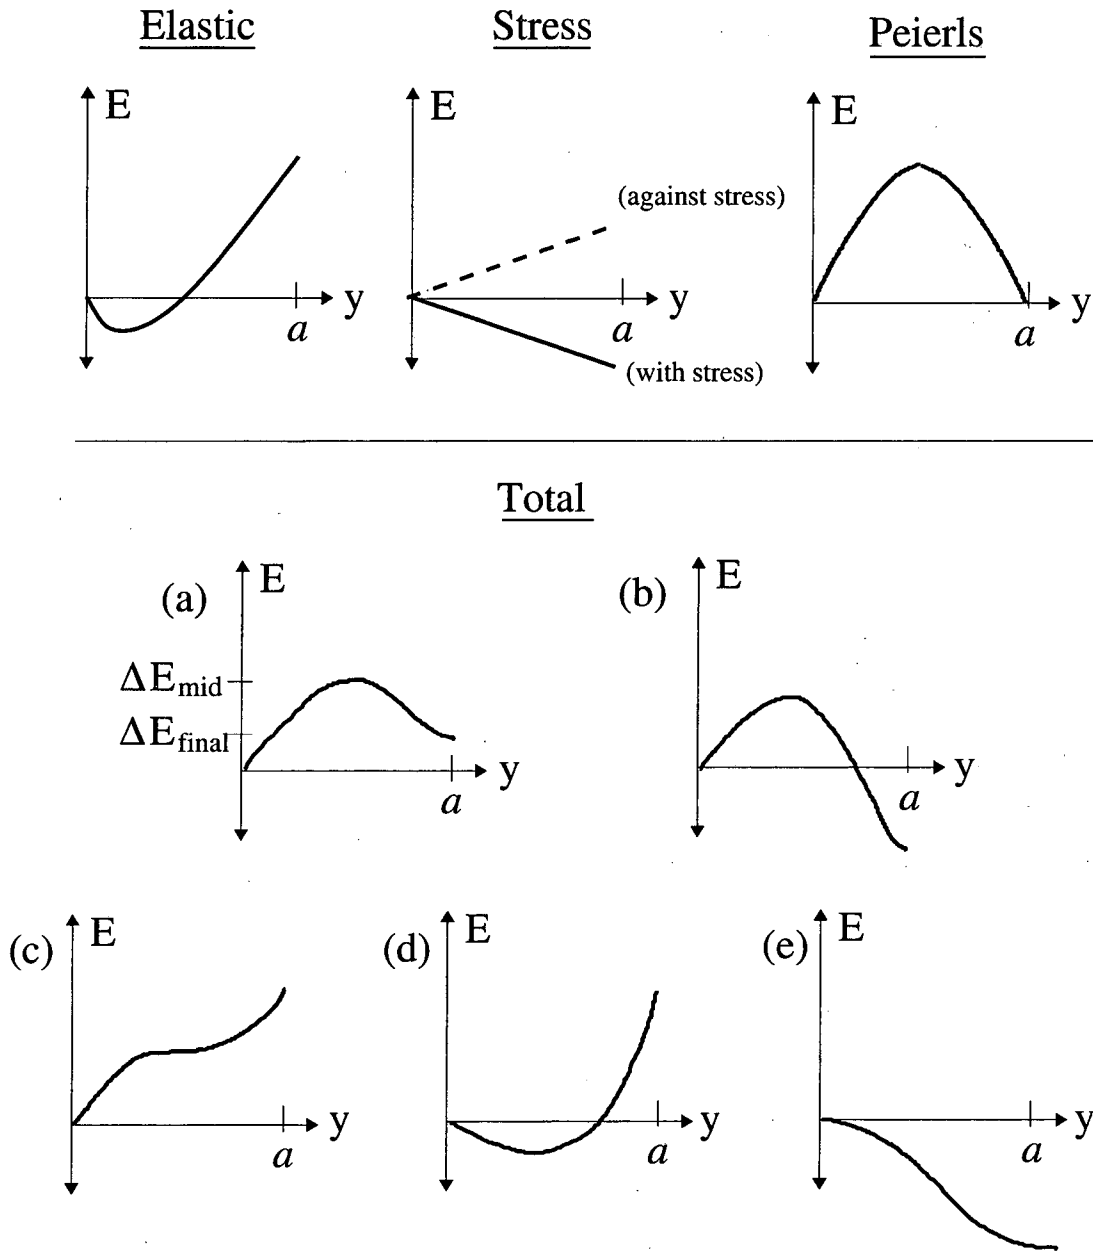 Elastic
Stress
Peierls
E
E
E
(against stress)
y
y
y
a
a
a
(with stress)
Total
(a)
E
(b)
E
ΔEmid
ΔEfinal
y
y
a
a
(c)
E
(d)
E
(e)
E
y
y
y
a
a
a